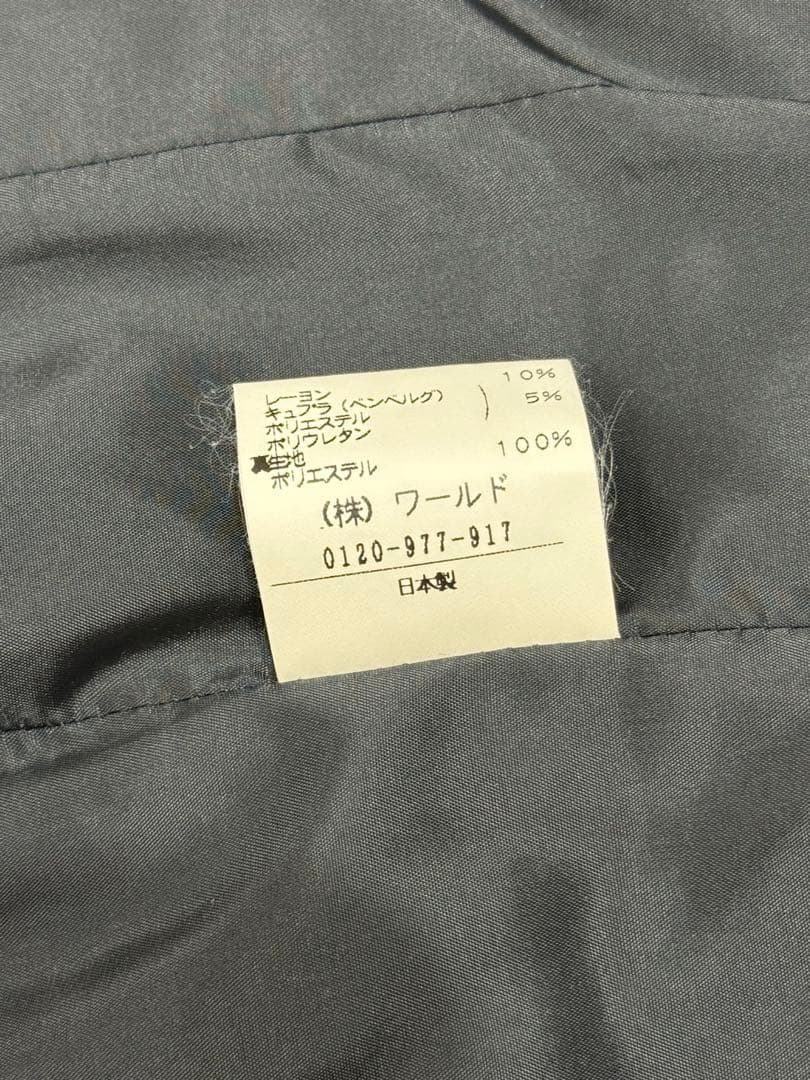 レーヨン 10%
キュプラ(ベンベルグ) ) 5%
ポリエステル
ポリウレタン
生地 100%
ポリエステル
(株) ワールド
0120-977-917
日本製